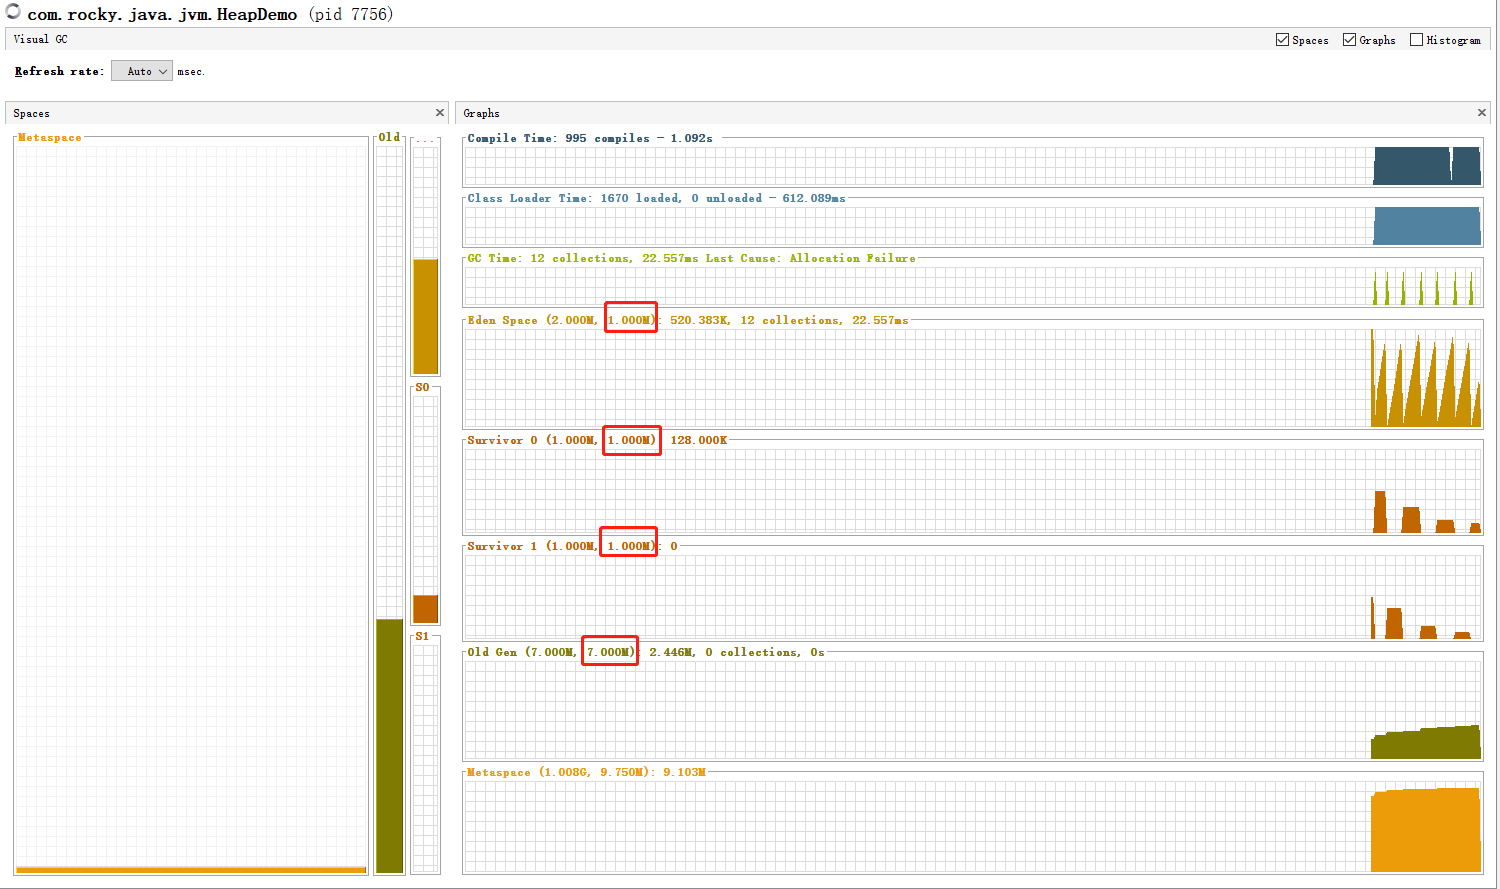 com.rocky.java.jvm.HeapDemo (pid 7756)
Visual GC
Spaces Graphs Histogram
Refresh rate: Auto msec.
Spaces
Graphs
Metaspace
Old
...
S0
S1
Compile Time: 995 compiles - 1.092s
Class Loader Time: 1670 loaded, 0 unloaded - 612.089ms
GC Time: 12 collections, 22.557ms Last Cause: Allocation Failure
Eden Space (2.000M, 1.000M): 520.383K, 12 collections, 22.557ms
Survivor 0 (1.000M, 1.000M): 128.000K
Survivor 1 (1.000M, 1.000M): 0
Old Gen (7.000M, 7.000M): 2.446M, 0 collections, 0s
Metaspace (1.008G, 9.750M): 9.103M